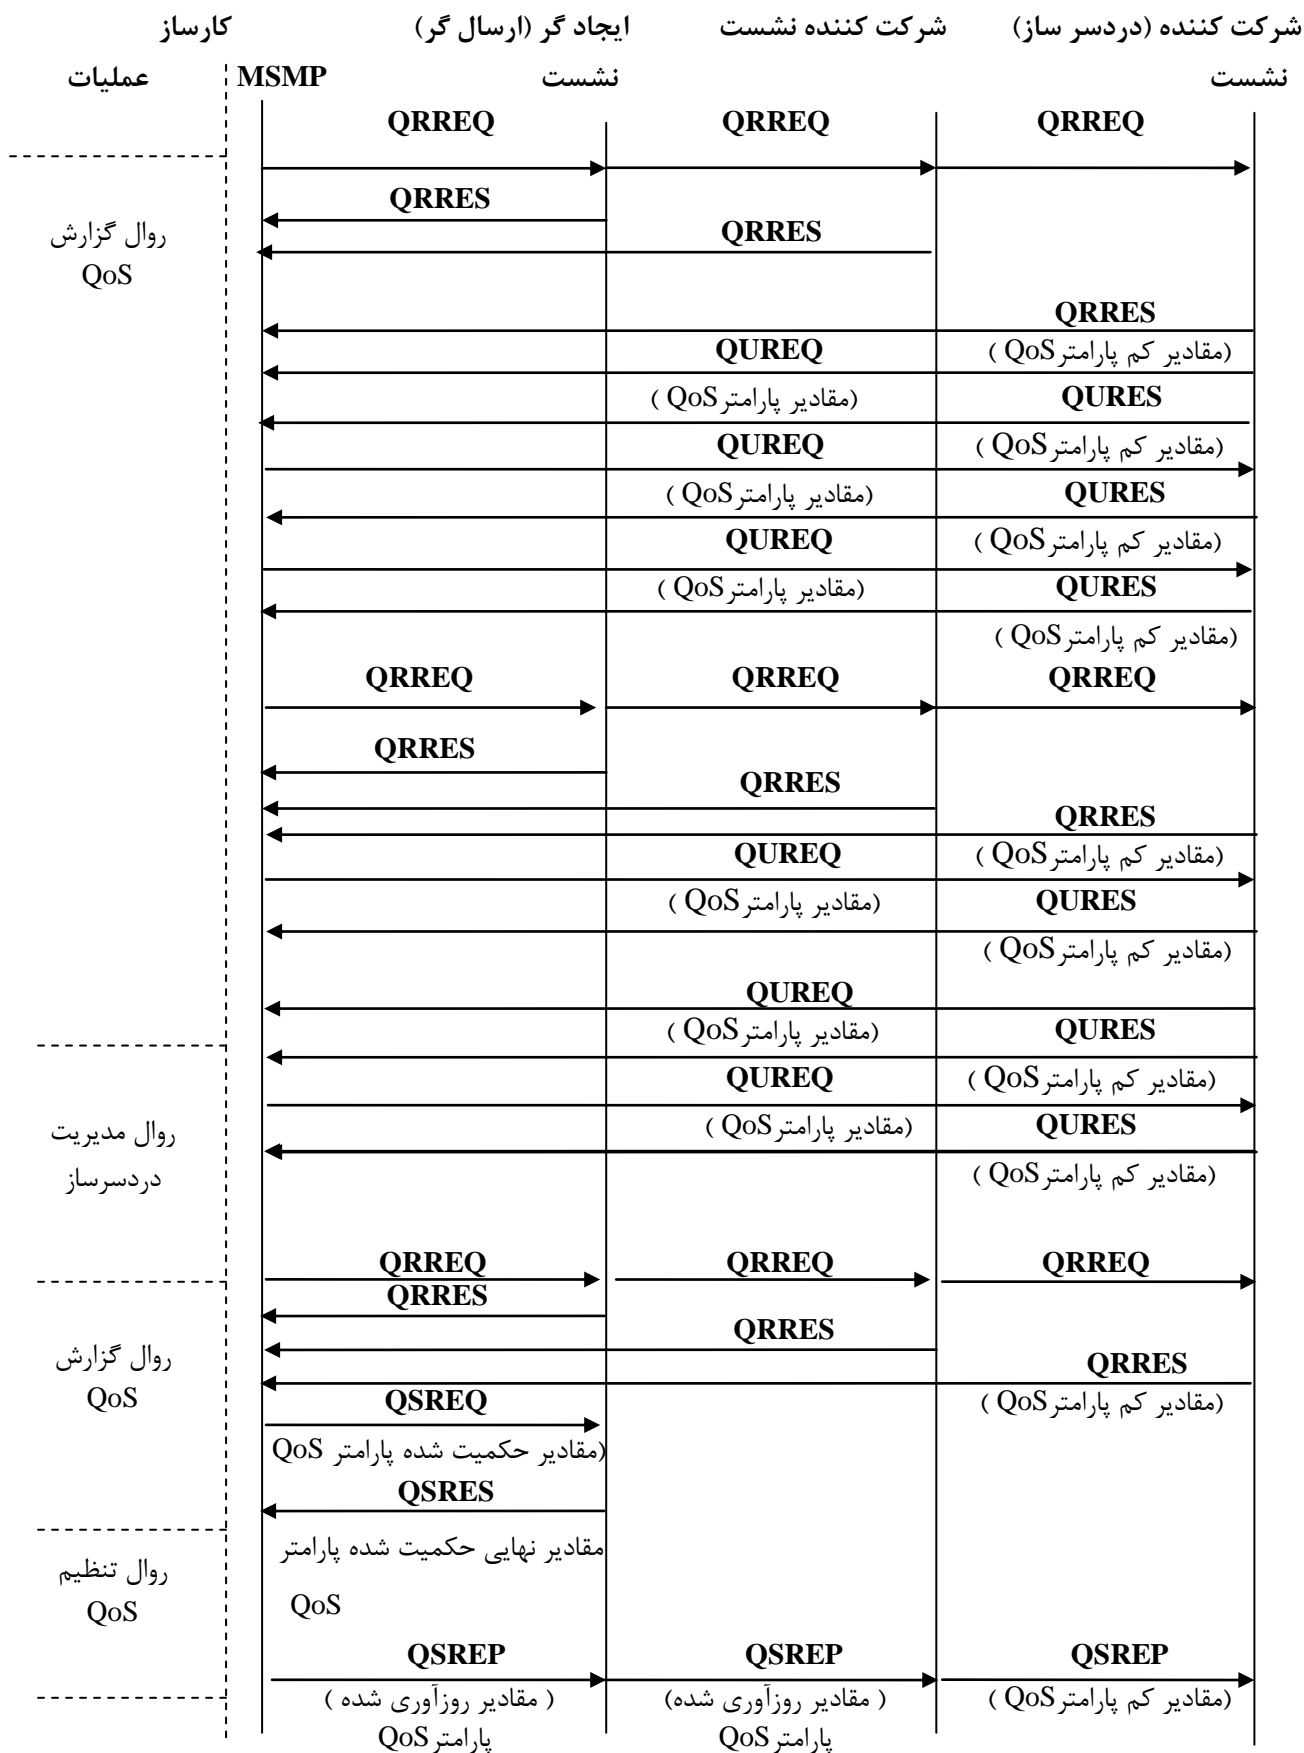 شرکت کننده (دردسر ساز)    شرکت کننده نشست    ایجاد گر (ارسال گر)    کارساز
نشست    نشست    MSMP    عملیات
QRREQ    QRREQ    QRREQ
QRRES
QRRES
روال گزارش
QoS
QRRES
QUREQ    (مقادیر کم پارامتر QoS )
(مقادیر پارامتر QoS )    QURES
QUREQ    (مقادیر کم پارامتر QoS )
(مقادیر پارامتر QoS )    QURES
QUREQ    (مقادیر کم پارامتر QoS )
(مقادیر پارامتر QoS )    QURES
(مقادیر کم پارامتر QoS )
QRREQ    QRREQ    QRREQ
QRRES
QRRES
QRRES
QUREQ    (مقادیر کم پارامتر QoS )
(مقادیر پارامتر QoS )    QURES
(مقادیر کم پارامتر QoS )
QUREQ
(مقادیر پارامتر QoS )    QURES
QUREQ    (مقادیر کم پارامتر QoS )
(مقادیر پارامتر QoS )    QURES
روال مدیریت
دردسرساز
(مقادیر کم پارامتر QoS )
QRREQ    QRREQ    QRREQ
QRRES
QRRES
روال گزارش
QoS
QRRES
QSREQ    (مقادیر کم پارامتر QoS )
(مقادیر حکمیت شده پارامتر QoS
QSRES
مقادیر نهایی حکمیت شده پارامتر
QoS
روال تنظیم
QoS
QSREP    QSREP    QSREP
( مقادیر روزآوری شده )    ( مقادیر روزآوری شده)    (مقادیر کم پارامتر QoS )
پارامتر QoS    پارامتر QoS